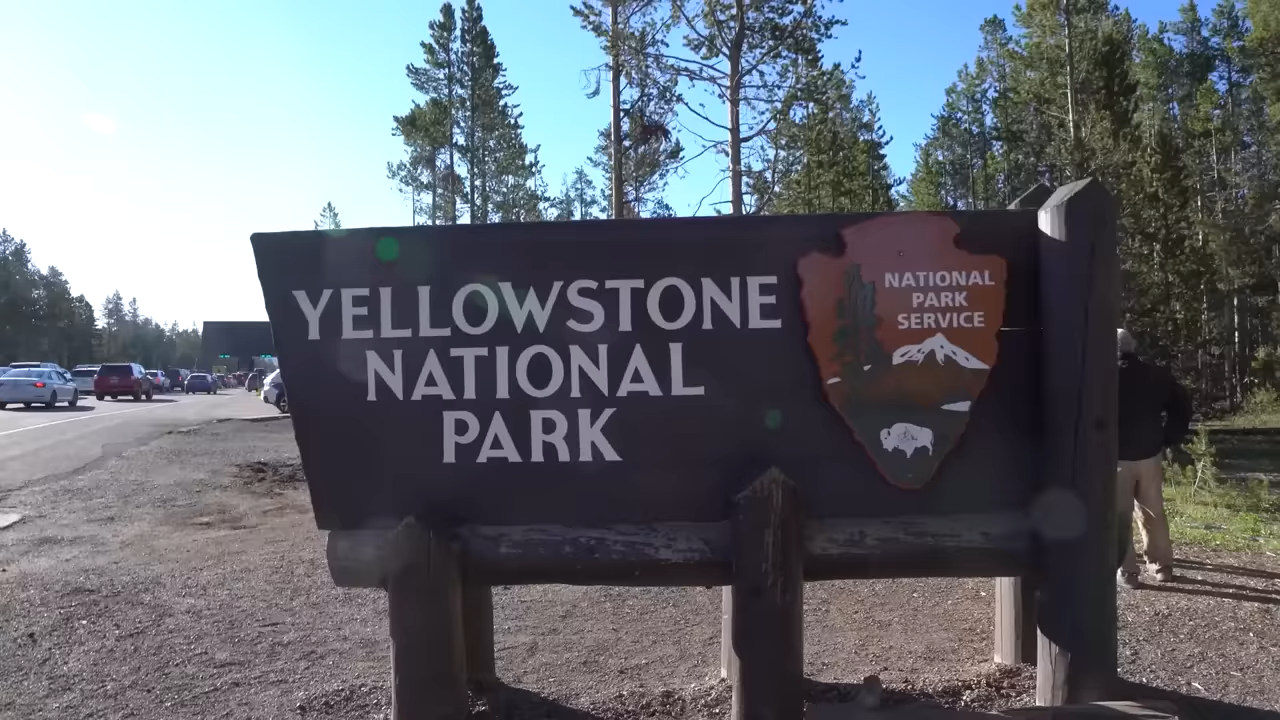 YELLOWSTONE
NATIONAL
PARK
NATIONAL
PARK
SERVICE